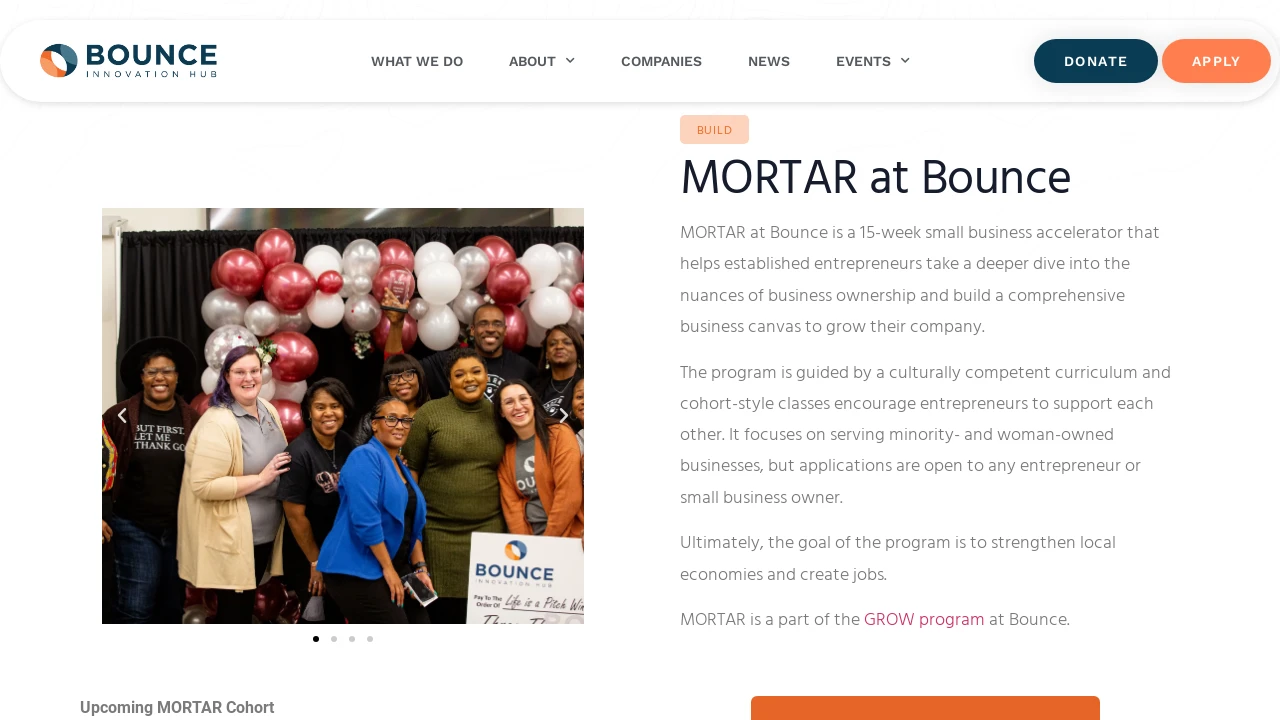 BOUNCE
INNOVATION HUB
WHAT WE DO
ABOUT
COMPANIES
NEWS
EVENTS
DONATE
APPLY
BUILD
MORTAR at Bounce
MORTAR at Bounce is a 15-week small business accelerator that
helps established entrepreneurs take a deeper dive into the
nuances of business ownership and build a comprehensive
business canvas to grow their company.
The program is guided by a culturally competent curriculum and
cohort-style classes encourage entrepreneurs to support each
other. It focuses on serving minority- and woman-owned
businesses, but applications are open to any entrepreneur or
small business owner.
Ultimately, the goal of the program is to strengthen local
economies and create jobs.
MORTAR is a part of the GROW program at Bounce.
BUT FIRST,
LET ME
THANK GO
BOUNCE
INNOVATION HUB
Pay To The
Order Of Life is a Pitch Win
Upcoming MORTAR Cohort